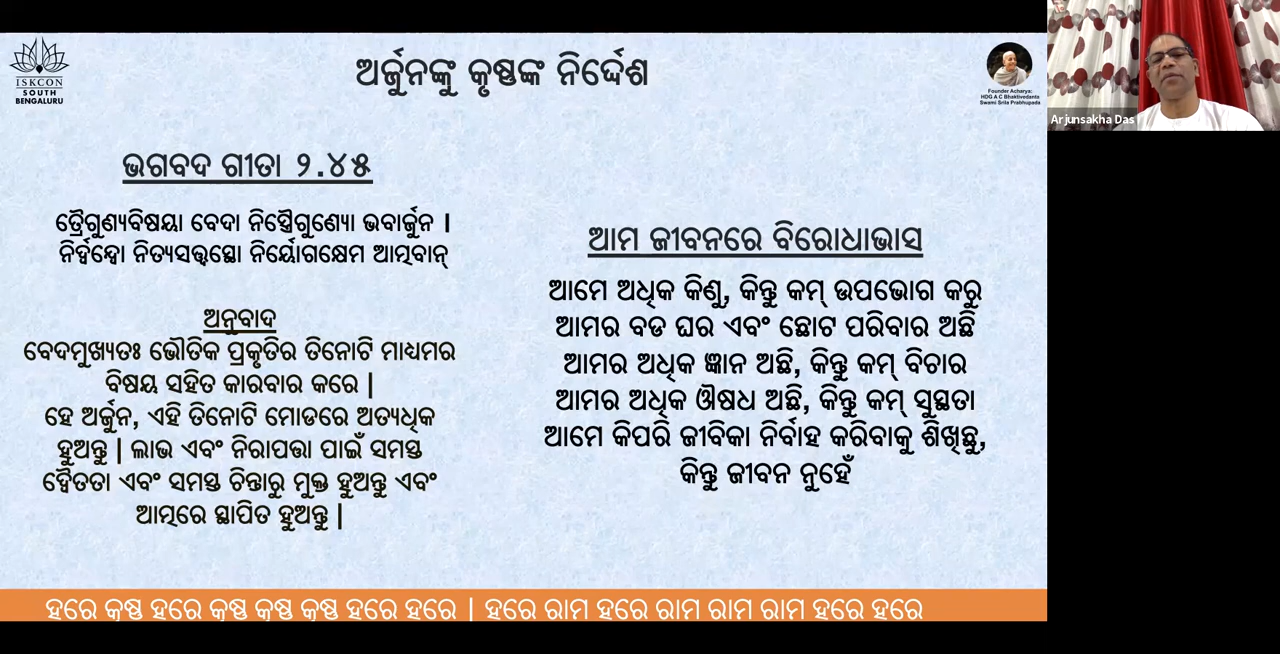 ISKCON
SOUTH
BENGALURU
ଅର୍ଜୁନଙ୍କୁ କୃଷ୍ଣଙ୍କ ନିର୍ଦ୍ଦେଶ
Founder Acharya:
HDG A C Bhaktivedanta
Swami Srila Prabhupada
Arjunsakha Das
ଭଗବଦ ଗୀତା ୨.୪୫
ତ୍ରୈଗୁଣ୍ୟବିଷୟା ବେଦା ନିସ୍ତ୍ରୈଗୁଣ୍ୟୋ ଭବାର୍ଜୁନ |
ନିର୍ଦ୍ୱନ୍ଦ୍ୱୋ ନିତ୍ୟସତ୍ତ୍ୱସ୍ଥୋ ନିର୍ୟୋଗକ୍ଷେମ ଆତ୍ମବାନ୍
ଅନୁବାଦ
ବେଦମୁଖ୍ୟତଃ ଭୌତିକ ପ୍ରକୃତିର ତିନୋଟି ମାଧ୍ୟମର
ବିଷୟ ସହିତ କାରବାର କରେ |
ହେ ଅର୍ଜୁନ, ଏହି ତିନୋଟି ମୋଡରେ ଅତ୍ୟଧିକ
ହୁଅନ୍ତୁ | ଲାଭ ଏବଂ ନିରାପତ୍ତା ପାଇଁ ସମସ୍ତ
ଦ୍ୱୈତତା ଏବଂ ସମସ୍ତ ଚିନ୍ତାରୁ ମୁକ୍ତ ହୁଅନ୍ତୁ ଏବଂ
ଆତ୍ମରେ ସ୍ଥାପିତ ହୁଅନ୍ତୁ |
ଆମ ଜୀବନରେ ବିରୋଧାଭାସ
ଆମେ ଅଧିକ କିଣୁ, କିନ୍ତୁ କମ୍ ଉପଭୋଗ କରୁ
ଆମର ବଡ ଘର ଏବଂ ଛୋଟ ପରିବାର ଅଛି
ଆମର ଅଧିକ ଜ୍ଞାନ ଅଛି, କିନ୍ତୁ କମ୍ ବିଚାର
ଆମର ଅଧିକ ଔଷଧ ଅଛି, କିନ୍ତୁ କମ୍ ସୁସ୍ଥତା
ଆମେ କିପରି ଜୀବିକା ନିର୍ବାହ କରିବାକୁ ଶିଖିଛୁ,
କିନ୍ତୁ ଜୀବନ ନୁହେଁ
ହରେ କୃଷ୍ଣ ହରେ କୃଷ୍ଣ କୃଷ୍ଣ କୃଷ୍ଣ ହରେ ହରେ | ହରେ ରାମ ହରେ ରାମ ରାମ ରାମ ହରେ ହରେ